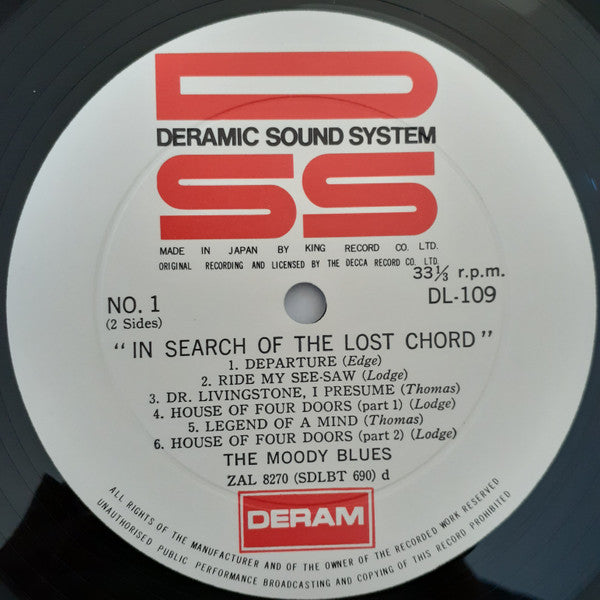 DSS
DERAMIC SOUND SYSTEM
MADE IN JAPAN BY KING RECORD CO. LTD.
ORIGINAL RECORDING AND LICENSED BY THE DECCA RECORD CO. LTD.
33⅓ r.p.m.
NO. 1
DL-109
(2 Sides)
"IN SEARCH OF THE LOST CHORD"
1. DEPARTURE (Edge)
2. RIDE MY SEE-SAW (Lodge)
3. DR. LIVINGSTONE, I PRESUME (Thomas)
4. HOUSE OF FOUR DOORS (part 1) (Lodge)
5. LEGEND OF A MIND (Thomas)
6. HOUSE OF FOUR DOORS (part 2) (Lodge)
THE MOODY BLUES
ZAL 8270 (SDLBT 690) d
DERAM
ALL RIGHTS OF THE MANUFACTURER AND OF THE OWNER OF THE RECORDED WORK RESERVED
UNAUTHORISED PUBLIC PERFORMANCE BROADCASTING AND COPYING OF THIS RECORD PROHIBITED